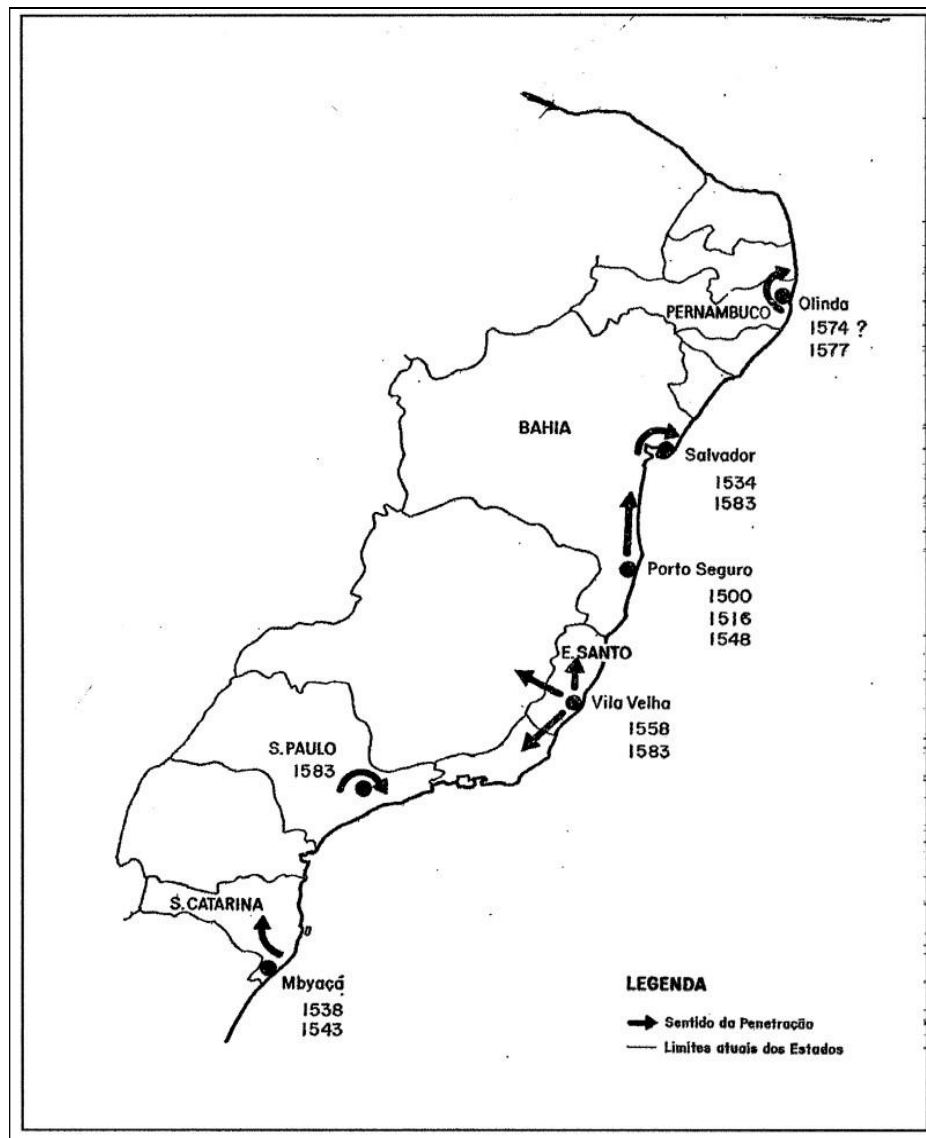 PERNAMBUCO
Olinda
1574 ?
1577
BAHIA
Salvador
1534
1583
Porto Seguro
1500
1516
1548
E. SANTO
Vila Velha
1558
1583
S. PAULO
1583
S. CATARINA
Mbyaçá
1538
1543
LEGENDA
Sentido da Penetração
Limites atuais dos Estados